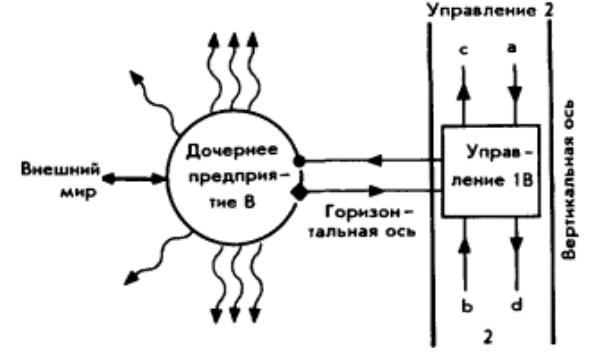 Управление 2
c a
Дочернее
предприя-
тие В
Внешний
мир
Управ-
ление 1В
Горизон-
тальная ось
Вертикальная ось
b d
2